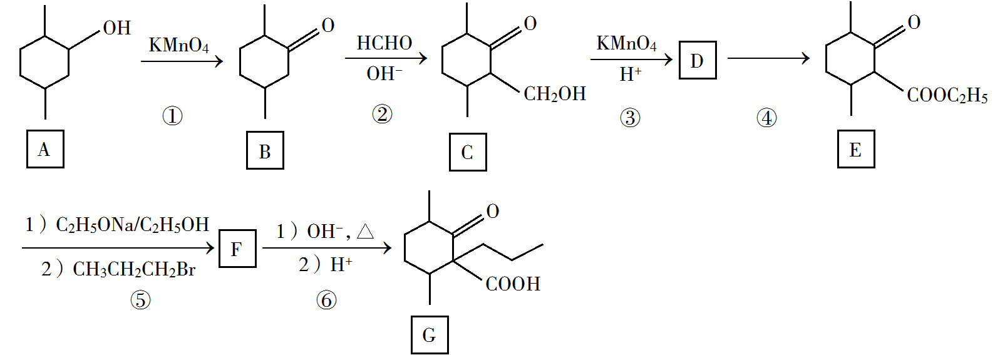 OH
KMnO₄
①
A
O
B
HCHO
OH⁻
②
O
CH₂OH
C
KMnO₄
H⁺
③
D
④
O
COOC₂H₅
E
1）C₂H₅ONa/C₂H₅OH
2）CH₃CH₂CH₂Br
⑤
F
1）OH⁻, △
2）H⁺
⑥
O
COOH
G